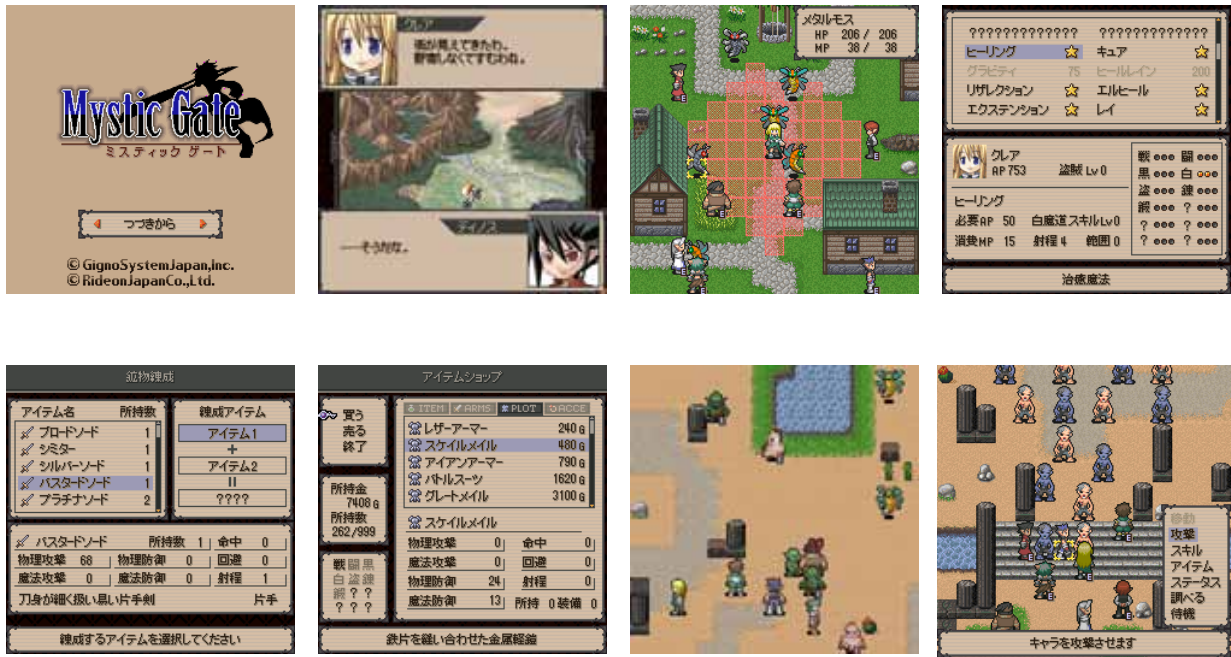 Mystic Gate
ミスティック ゲート
つづきから
© GignoSystemJapan,Inc.
© RideonJapanCo.,Ltd.
クレア
街が見えてきたわ。
野宿しなくてすむわね。
ディノス
――そうだな。
メタルモス
HP 206 / 206
MP 38 / 38
????????????? ?????????????
ヒーリング キュア
グラビティ 75 ヒールレイン 200
リザレクション エルヒール
エクステンション レイ
クレア
AP 753 盗賊 Lv 0
ヒーリング
必要AP 50 白魔道スキルLv0
消費MP 15 射程 4 範囲 0
戦 闘
黒 白
盗 錬
鍛 ?
? ?
? ?
治癒魔法
鉱物錬成
アイテム名 所持数
ブロードソード 1
シミター 1
シルバーソード 1
バスタードソード 1
プラチナソード 2
錬成アイテム
アイテム1
+
アイテム2
=
????
バスタードソード 所持数 1 命中 0
物理攻撃 68 物理防御 0 回避 0
魔法攻撃 0 魔法防御 0 射程 1
刀身が細く扱い易い片手剣 片手
錬成するアイテムを選択してください
アイテムショップ
買う
売る
終了
所持金
7408 G
所持数
262/999
戦闘黒
白盗錬
鍛??
???
ITEM ARMS PLOT ACCE
レザーアーマー 240 G
スケイルメイル 480 G
アイアンアーマー 790 G
バトルスーツ 1620 G
グレートメイル 3100 G
スケイルメイル
物理攻撃 0 命中 0
魔法攻撃 0 回避 0
物理防御 24 射程 0
魔法防御 13 所持 0 装備 0
鉄片を縫い合わせた金属軽鎧
移動
攻撃
スキル
アイテム
ステータス
調べる
待機
キャラを攻撃させます